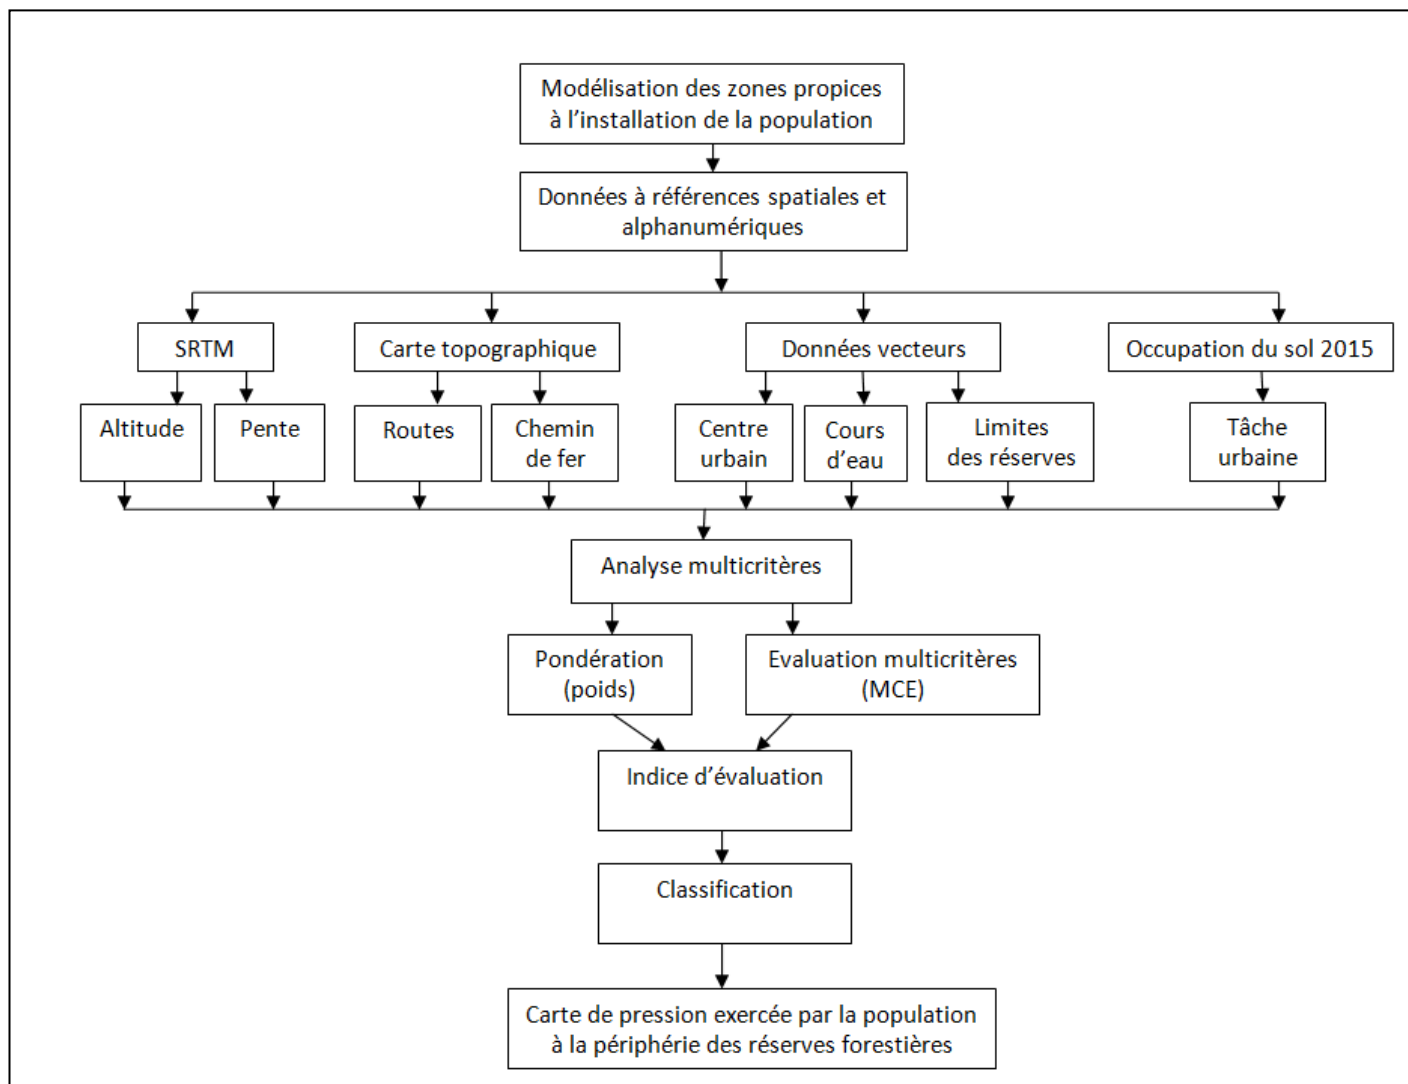 Modélisation des zones propices
à l’installation de la population
Données à références spatiales et
alphanumériques
SRTM
Carte topographique
Données vecteurs
Occupation du sol 2015
Altitude
Pente
Routes
Chemin
de fer
Centre
urbain
Cours
d’eau
Limites
des réserves
Tâche
urbaine
Analyse multicritères
Pondération
(poids)
Evaluation multicritères
(MCE)
Indice d’évaluation
Classification
Carte de pression exercée par la population
à la périphérie des réserves forestières